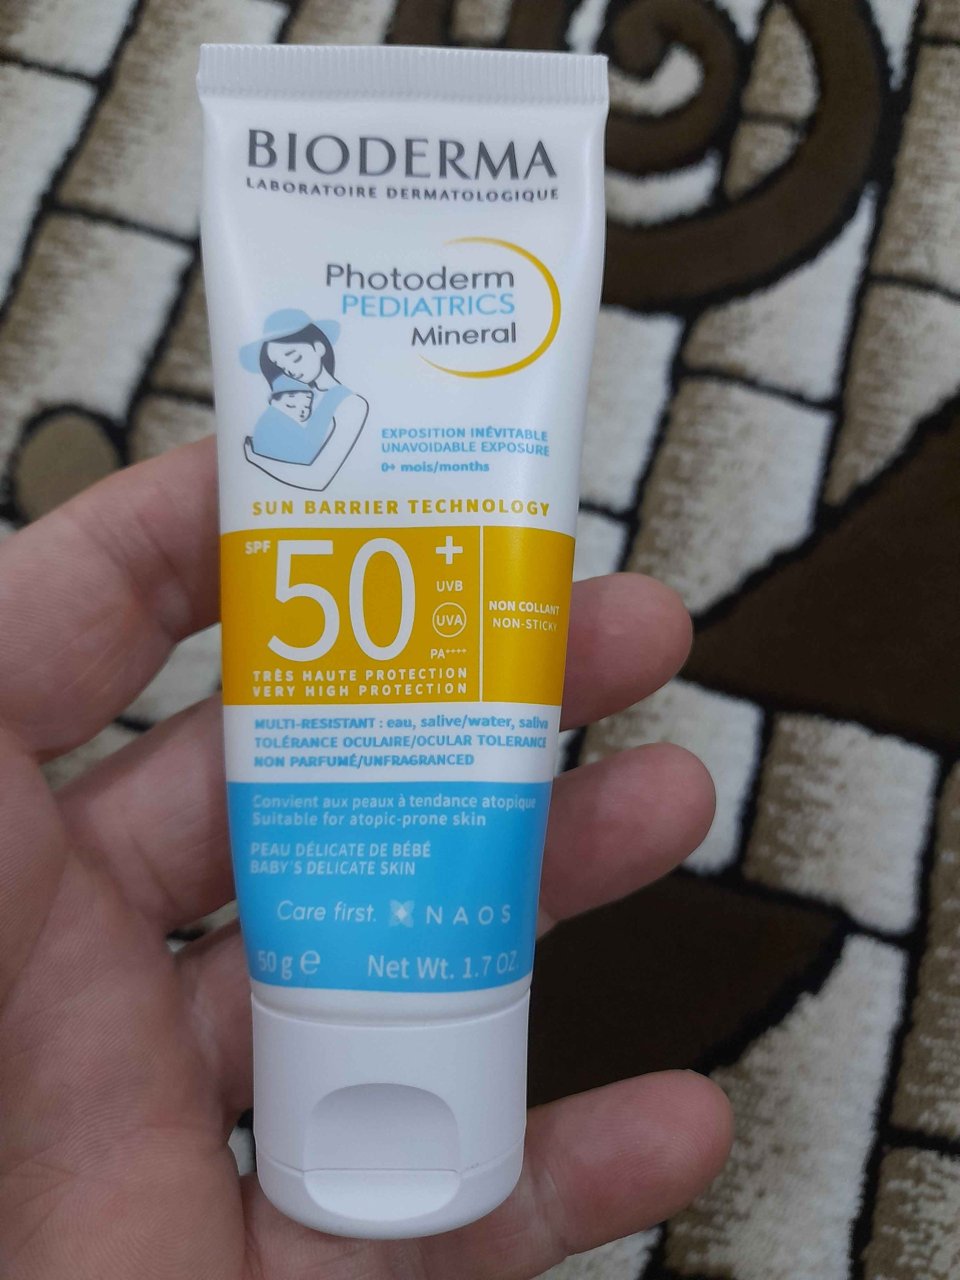 BIODERMA
LABORATOIRE DERMATOLOGIQUE
Photoderm
PEDIATRICS
Mineral
EXPOSITION INÉVITABLE
UNAVOIDABLE EXPOSURE
0+ mois/months
SUN BARRIER TECHNOLOGY
SPF 50+
UVB
UVA
PA++++
NON COLLANT
NON-STICKY
TRÈS HAUTE PROTECTION
VERY HIGH PROTECTION
MULTI-RESISTANT : eau, salive/water, saliva
TOLÉRANCE OCULAIRE/OCULAR TOLERANCE
NON PARFUMÉ/UNFRAGRANCED
Convient aux peaux à tendance atopique
Suitable for atopic-prone skin
PEAU DÉLICATE DE BÉBÉ
BABY'S DELICATE SKIN
Care first. NAOS
50 g e Net Wt. 1.7 OZ.